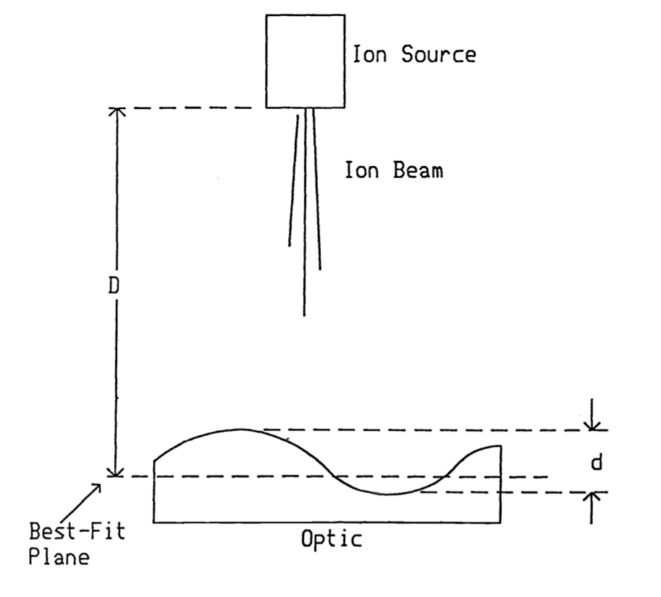 Ion Source
Ion Beam
D
d
Best-Fit
Plane
Optic